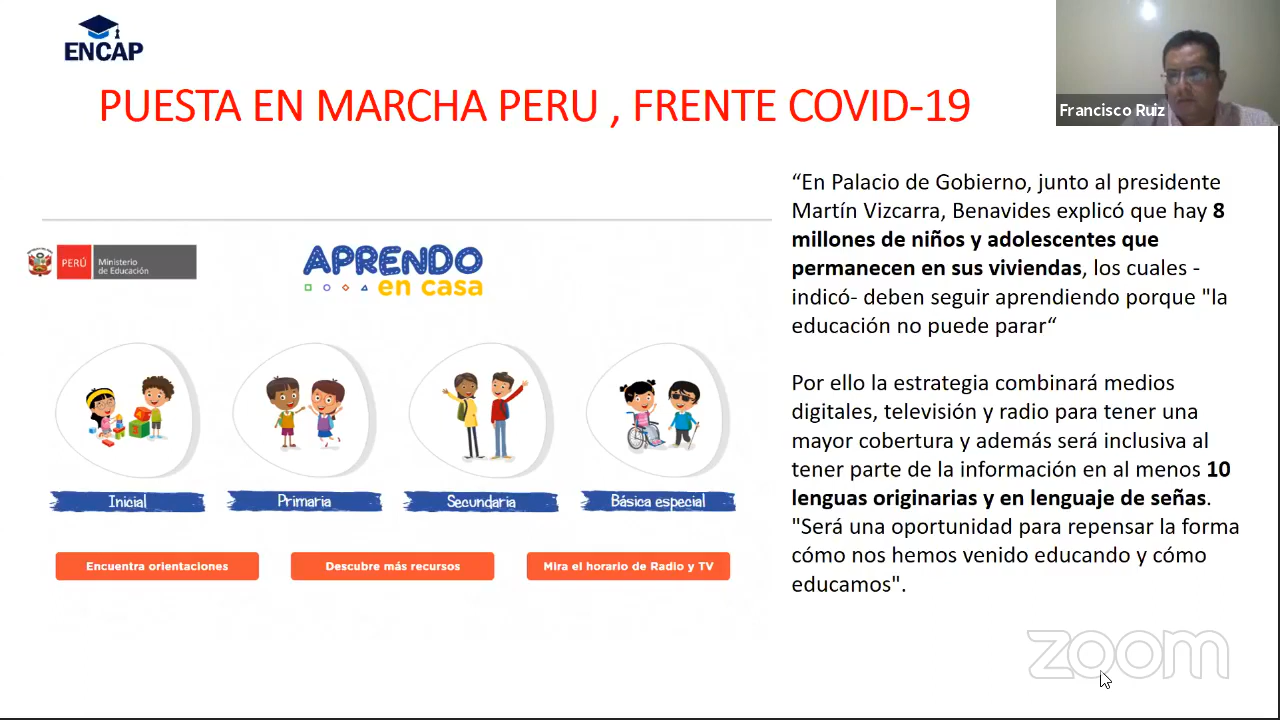 ENCAP
PUESTA EN MARCHA PERU , FRENTE COVID-19
Francisco Ruiz
PERÚ
Ministerio
de Educación
APRENDO
en casa
Inicial
Primaria
Secundaria
Básica especial
Encuentra orientaciones
Descubre más recursos
Mira el horario de Radio y TV
“En Palacio de Gobierno, junto al presidente
Martín Vizcarra, Benavides explicó que hay 8
millones de niños y adolescentes que
permanecen en sus viviendas, los cuales -
indicó- deben seguir aprendiendo porque "la
educación no puede parar“
Por ello la estrategia combinará medios
digitales, televisión y radio para tener una
mayor cobertura y además será inclusiva al
tener parte de la información en al menos 10
lenguas originarias y en lenguaje de señas.
"Será una oportunidad para repensar la forma
cómo nos hemos venido educando y cómo
educamos".
zoom